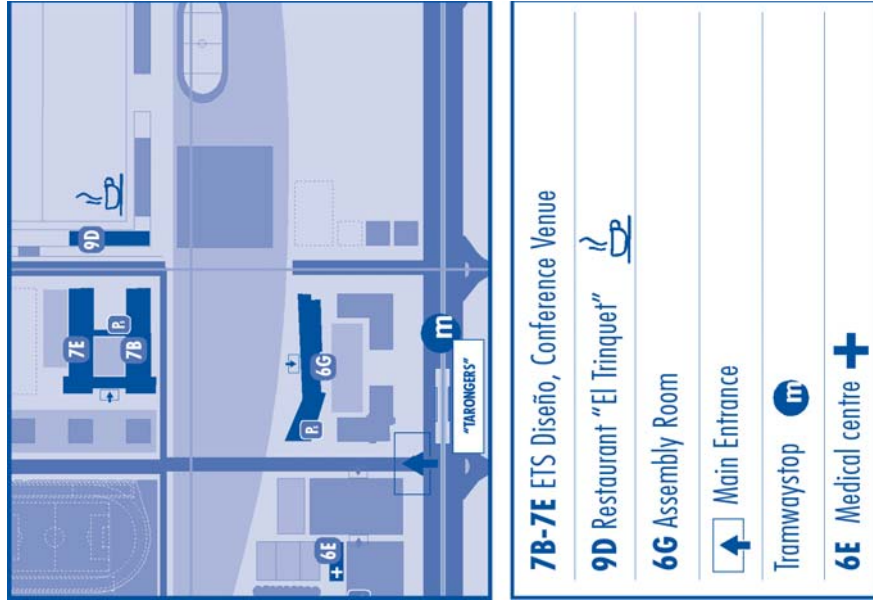 9D
7E
P.
7B
6G
P.
m
"TARONGERS"
6E
7B-7E ETS Diseño, Conference Venue
9D Restaurant "El Trinquet"
6G Assembly Room
Main Entrance
Tramwaystop m
6E Medical centre